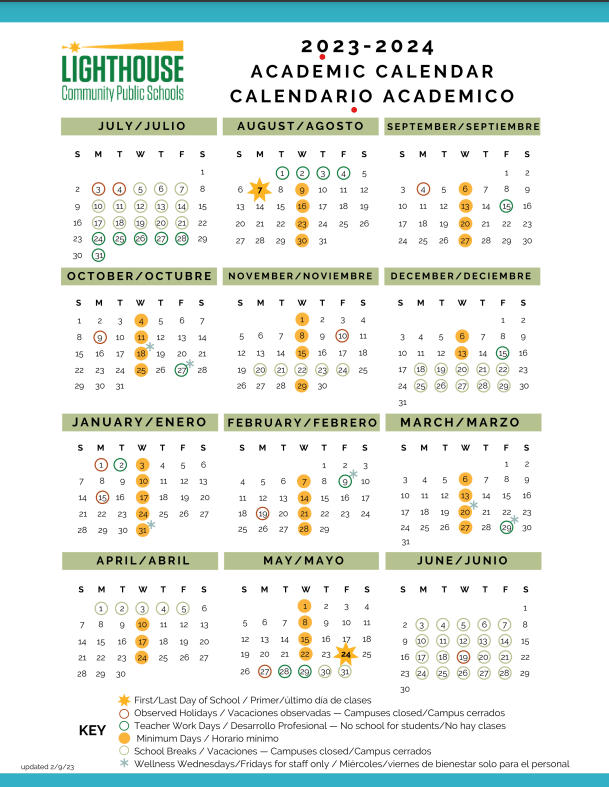 LIGHTHOUSE
Community Public Schools
2023-2024
ACADEMIC CALENDAR
CALENDARIO ACADEMICO
JULY/JULIO
S M T W T F S
1
2 3 4 5 6 7 8
9 10 11 12 13 14 15
16 17 18 19 20 21 22
23 24 25 26 27 28 29
30 31
AUGUST/AGOSTO
S M T W T F S
1 2 3 4 5
6 7 8 9 10 11 12
13 14 15 16 17 18 19
20 21 22 23 24 25 26
27 28 29 30 31
SEPTEMBER/SEPTIEMBRE
S M T W T F S
1 2
3 4 5 6 7 8 9
10 11 12 13 14 15 16
17 18 19 20 21 22 23
24 25 26 27 28 29 30
OCTOBER/OCTUBRE
S M T W T F S
1 2 3 4 5 6 7
8 9 10 11 12 13 14
15 16 17 18 19 20 21
22 23 24 25 26 27 28
29 30 31
NOVEMBER/NOVIEMBRE
S M T W T F S
1 2 3 4
5 6 7 8 9 10 11
12 13 14 15 16 17 18
19 20 21 22 23 24 25
26 27 28 29 30
DECEMBER/DECIEMBRE
S M T W T F S
1 2
3 4 5 6 7 8 9
10 11 12 13 14 15 16
17 18 19 20 21 22 23
24 25 26 27 28 29 30
31
JANUARY/ENERO
S M T W T F S
1 2 3 4 5 6
7 8 9 10 11 12 13
14 15 16 17 18 19 20
21 22 23 24 25 26 27
28 29 30 31
FEBRUARY/FEBRERO
S M T W T F S
1 2 3
4 5 6 7 8 9 10
11 12 13 14 15 16 17
18 19 20 21 22 23 24
25 26 27 28 29
MARCH/MARZO
S M T W T F S
1 2
3 4 5 6 7 8 9
10 11 12 13 14 15 16
17 18 19 20 21 22 23
24 25 26 27 28 29 30
31
APRIL/ABRIL
S M T W T F S
1 2 3 4 5 6
7 8 9 10 11 12 13
14 15 16 17 18 19 20
21 22 23 24 25 26 27
28 29 30
MAY/MAYO
S M T W T F S
1 2 3 4
5 6 7 8 9 10 11
12 13 14 15 16 17 18
19 20 21 22 23 24 25
26 27 28 29 30 31
JUNE/JUNIO
S M T W T F S
1
2 3 4 5 6 7 8
9 10 11 12 13 14 15
16 17 18 19 20 21 22
23 24 25 26 27 28 29
30
KEY
First/Last Day of School / Primer/último día de clases
Observed Holidays / Vacaciones observadas — Campuses closed/Campus cerrados
Teacher Work Days / Desarrollo Profesional — No school for students/No hay clases
Minimum Days / Horario mínimo
School Breaks / Vacaciones — Campuses closed/Campus cerrados
Wellness Wednesdays/Fridays for staff only / Miércoles/viernes de bienestar solo para el personal
updated 2/9/23